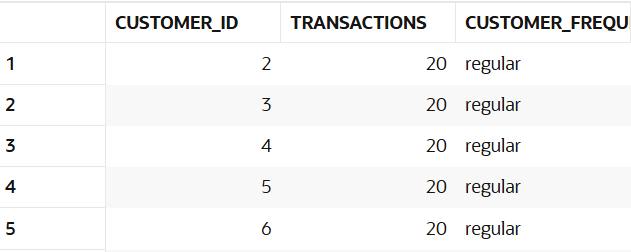 CUSTOMER_ID TRANSACTIONS CUSTOMER_FREQU
1 2 20 regular
2 3 20 regular
3 4 20 regular
4 5 20 regular
5 6 20 regular